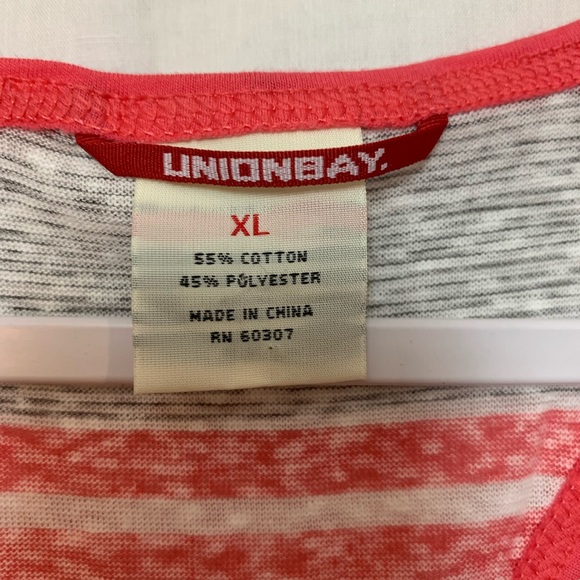 UNIONBAY.
XL
55% COTTON
45% POLYESTER
MADE IN CHINA
RN 60307